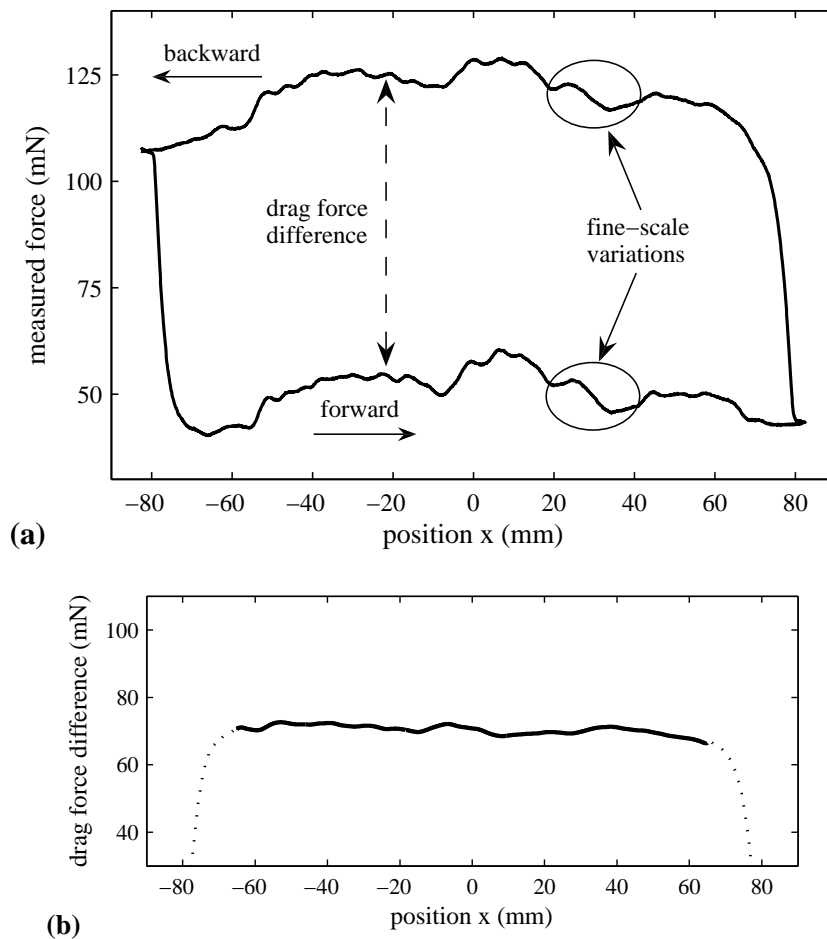 125
100
75
50
measured force (mN)
backward
drag force
difference
fine−scale
variations
forward
−80 −60 −40 −20 0 20 40 60 80
position x (mm)
(a)
100
80
60
40
drag force difference (mN)
−80 −60 −40 −20 0 20 40 60 80
position x (mm)
(b)